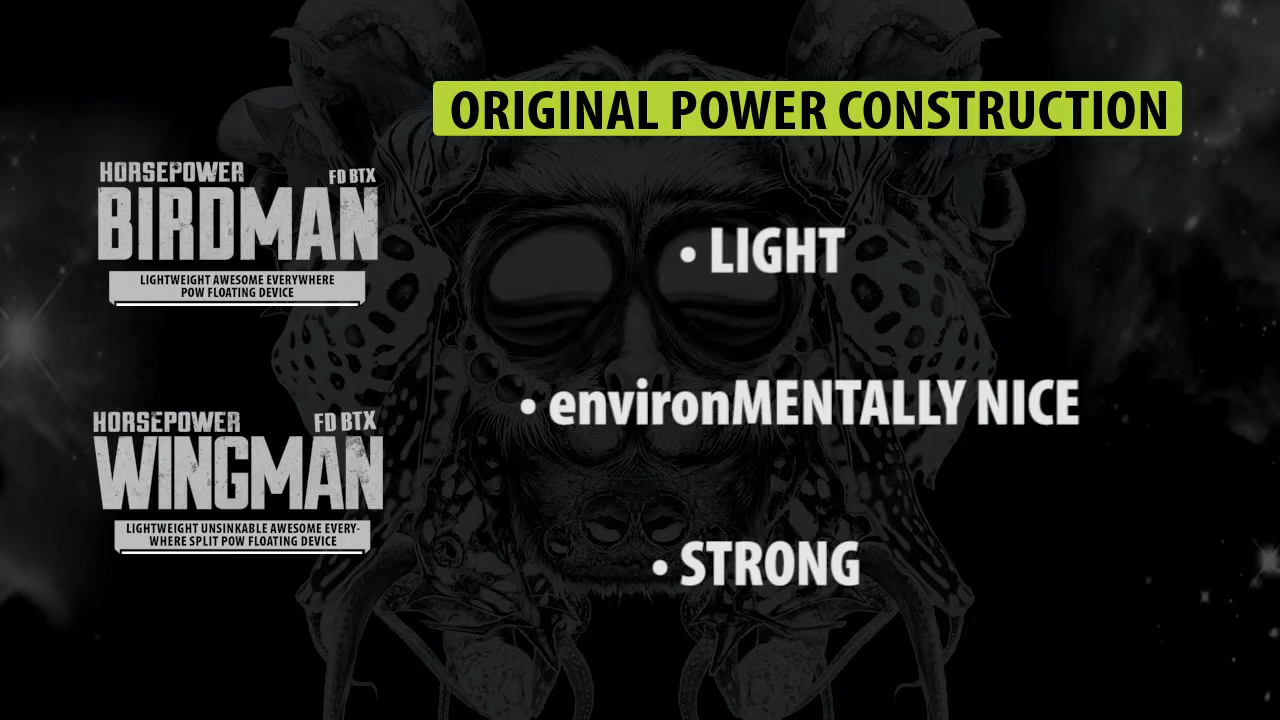 ORIGINAL POWER CONSTRUCTION
HORSEPOWER FD BTX
BIRDMAN
LIGHTWEIGHT AWESOME EVERYWHERE
POW FLOATING DEVICE
• LIGHT
• environMENTALLY NICE
HORSEPOWER FD BTX
WINGMAN
LIGHTWEIGHT UNSINKABLE AWESOME EVERY-
WHERE SPLIT POW FLOATING DEVICE
• STRONG